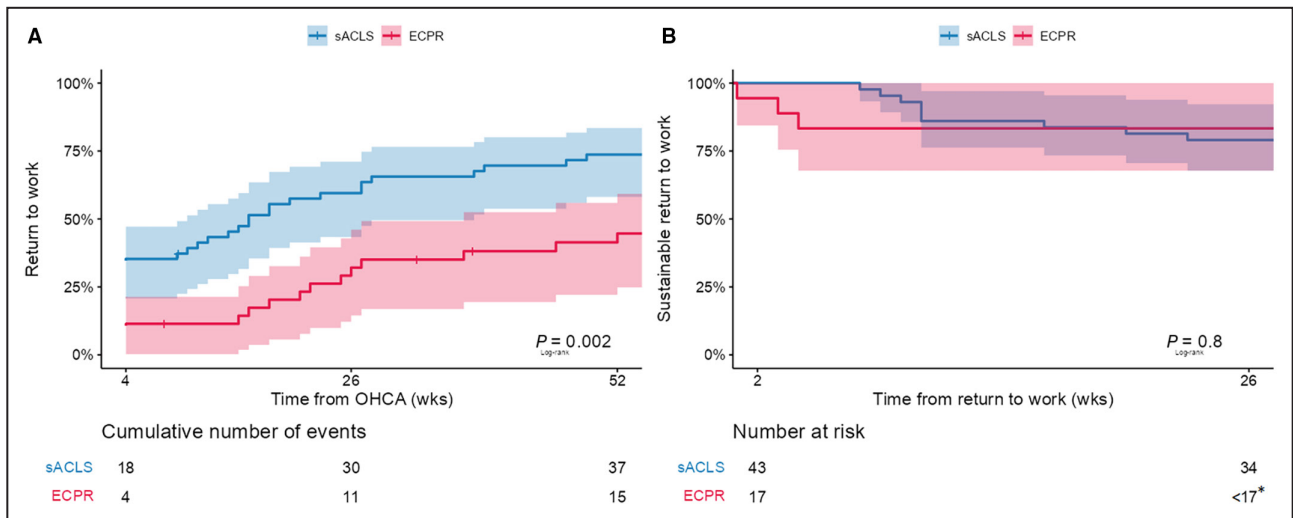 A
sACLS ECPR
Return to work
100%
75%
50%
25%
0%
P = 0.002
Log-rank
4 26 52
Time from OHCA (wks)
Cumulative number of events
sACLS 18 30 37
ECPR 4 11 15
B
sACLS ECPR
Sustainable return to work
100%
75%
50%
25%
0%
P = 0.8
Log-rank
2 26
Time from return to work (wks)
Number at risk
sACLS 43 34
ECPR 17 <17*